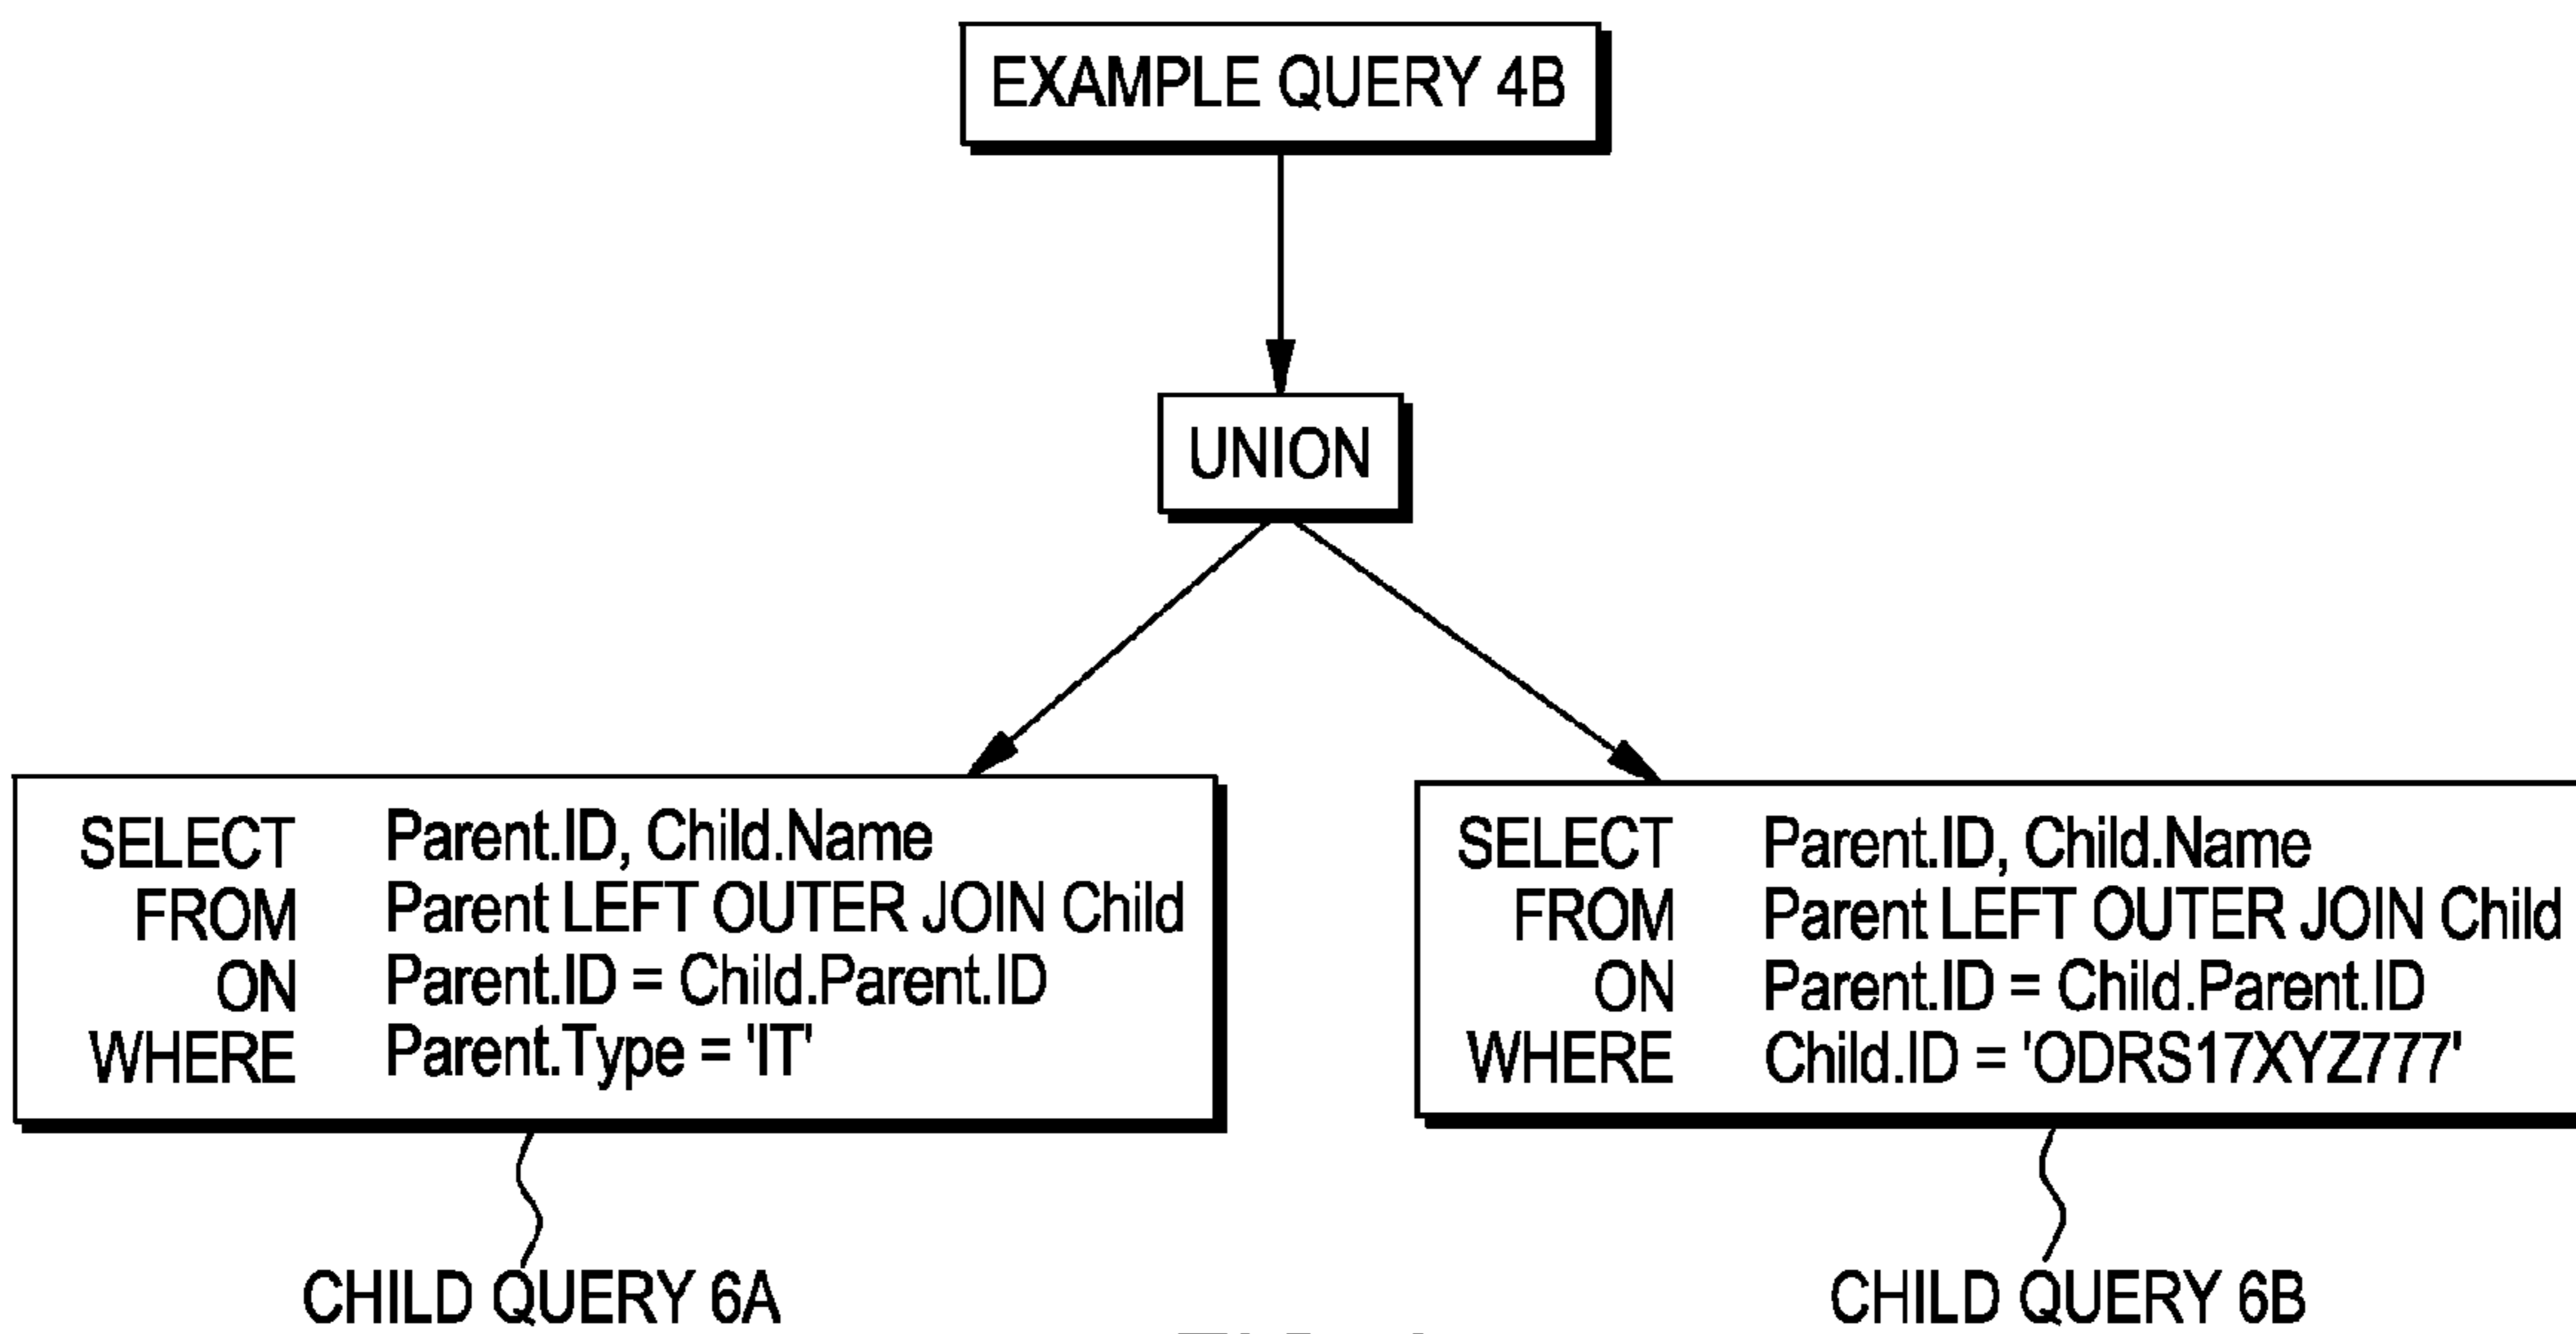 EXAMPLE QUERY 4B
UNION
SELECT Parent.ID, Child.Name
FROM Parent LEFT OUTER JOIN Child
ON Parent.ID = Child.Parent.ID
WHERE Parent.Type = 'IT'
SELECT Parent.ID, Child.Name
FROM Parent LEFT OUTER JOIN Child
ON Parent.ID = Child.Parent.ID
WHERE Child.ID = 'ODRS17XYZ777'
CHILD QUERY 6A
CHILD QUERY 6B